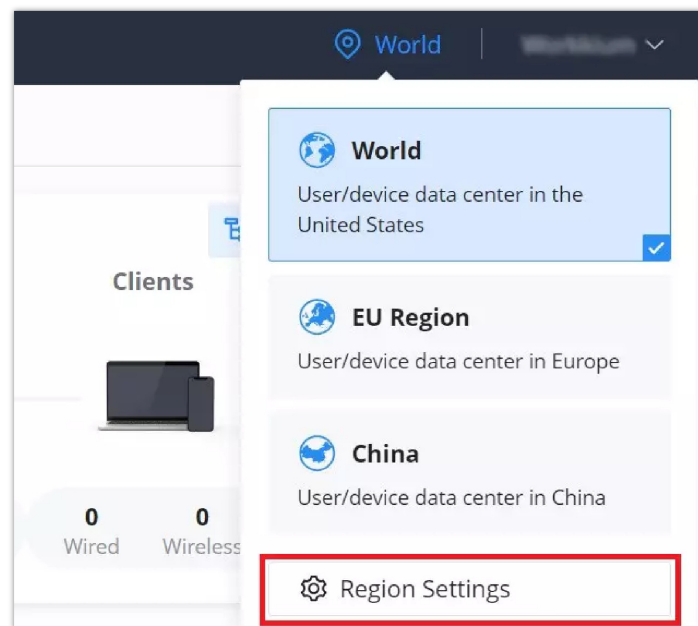 World
World
User/device data center in the
United States
Clients
EU Region
User/device data center in Europe
China
User/device data center in China
0 0
Wired Wireless
Region Settings